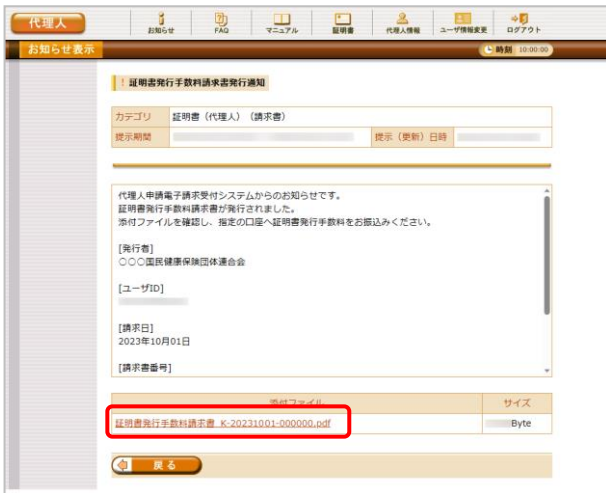 代理人
お知らせ
FAQ
マニュアル
証明書
代理人情報
ユーザ情報変更
ログアウト
お知らせ表示
時刻 10:00:00
! 証明書発行手数料請求書発行通知
カテゴリ 証明書（代理人）（請求書）
提示期間
提示（更新）日時
代理人申請電子請求受付システムからのお知らせです。
証明書発行手数料請求書が発行されました。
添付ファイルを確認し、指定の口座へ証明書発行手数料をお振込みください。
[発行者]
〇〇〇国民健康保険団体連合会
[ユーザID]
[請求日]
2023年10月01日
[請求書番号]
添付ファイル サイズ
証明書発行手数料請求書_K-20231001-000000.pdf Byte
戻る